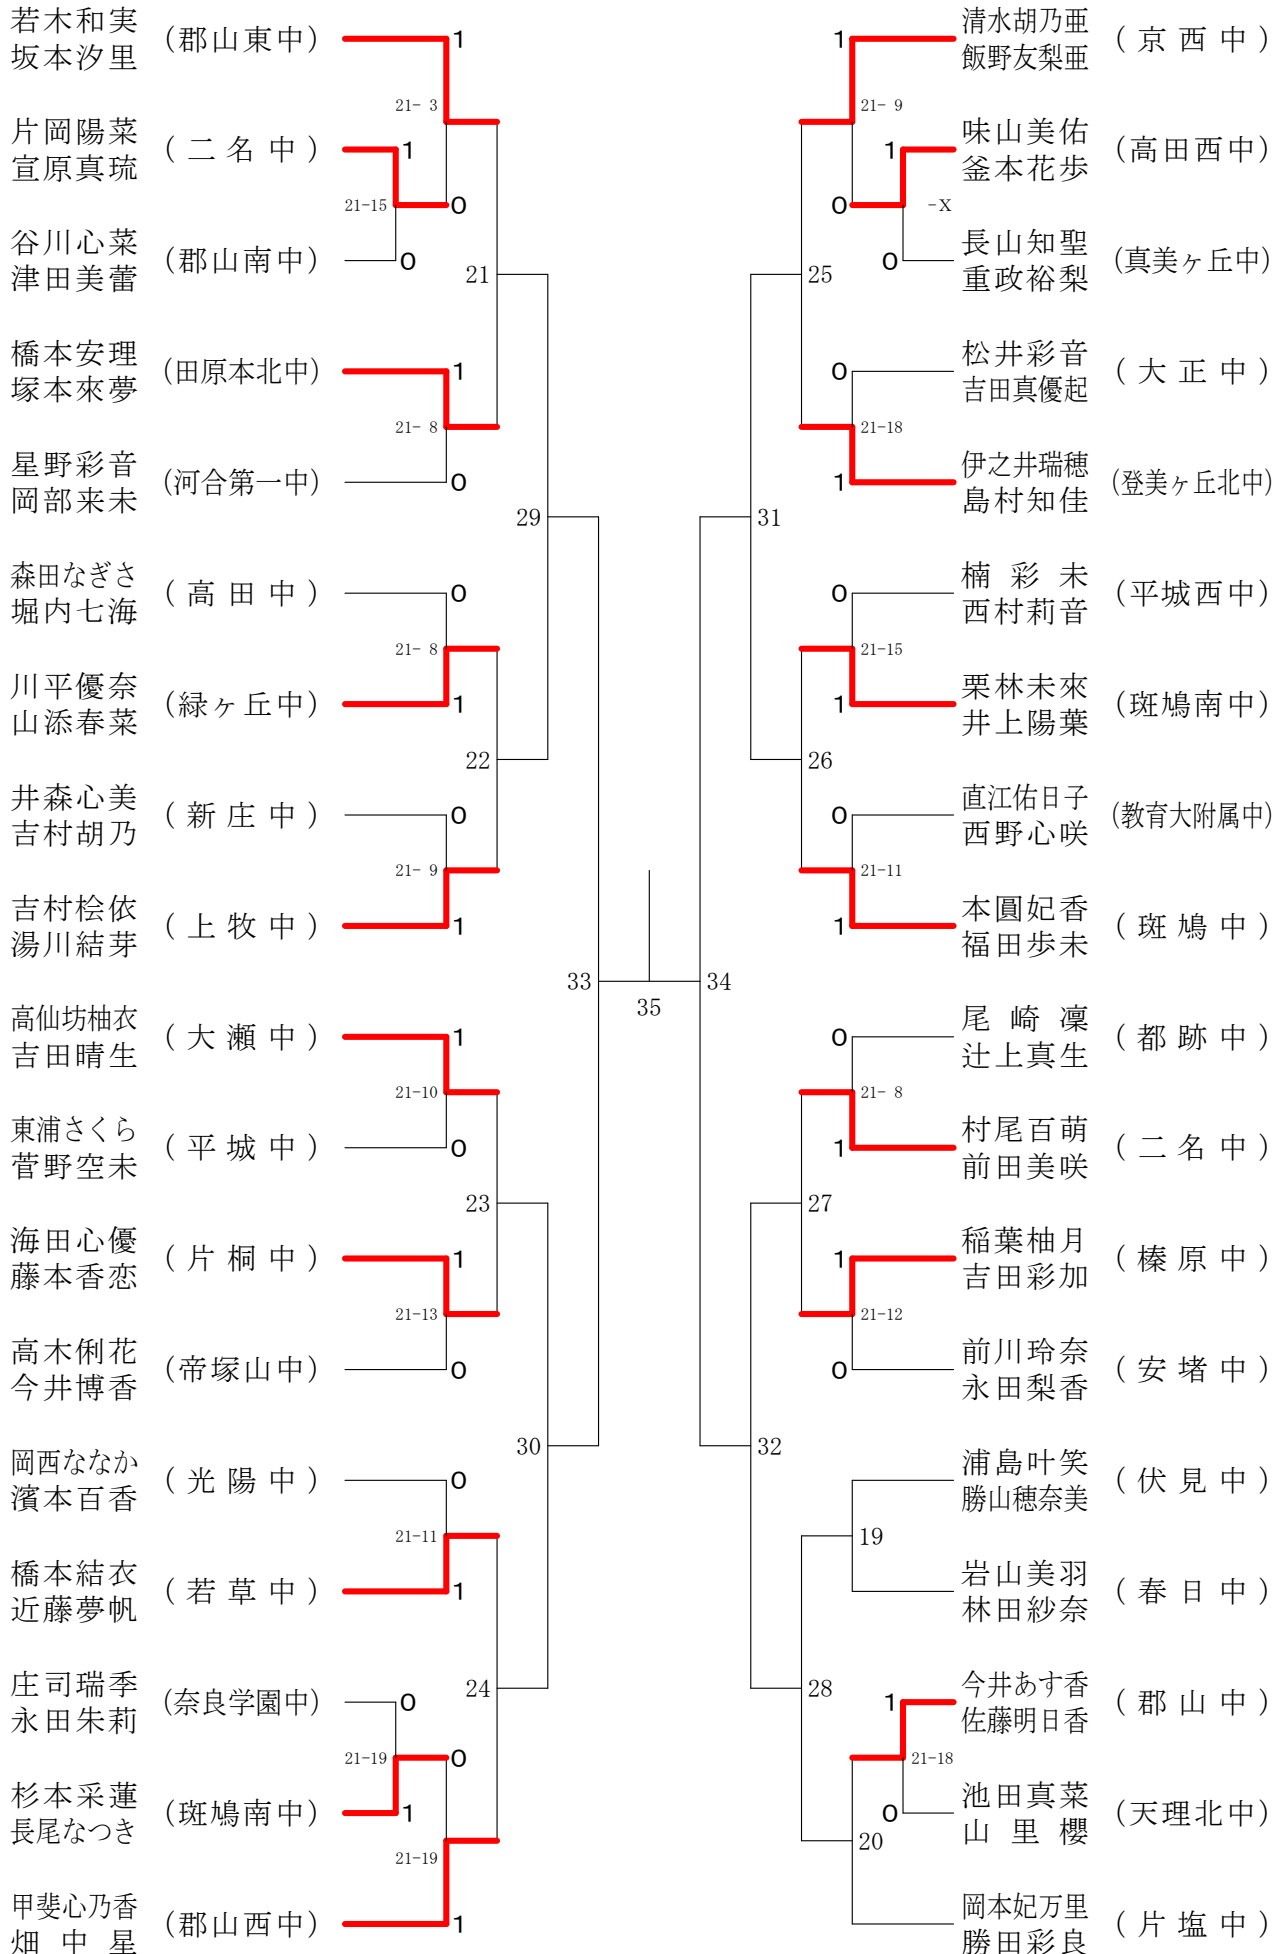 若木和実
坂本汐里
(郡山東中)
1
21- 3
片岡陽菜
宣原真琉
(二名中)
1
21-15
0
谷川心菜
津田美蕾
(郡山南中)
0
21
橋本安理
塚本來夢
(田原本北中)
1
21- 8
星野彩音
岡部来未
(河合第一中)
0
29
森田なぎさ
堀内七海
(高田中)
0
21- 8
川平優奈
山添春菜
(緑ヶ丘中)
1
22
井森心美
吉村胡乃
(新庄中)
0
21- 9
吉村桧依
湯川結芽
(上牧中)
1
33
35
高仙坊柚衣
吉田晴生
(大瀬中)
1
21-10
東浦さくら
菅野空未
(平城中)
0
23
海田心優
藤本香恋
(片桐中)
1
21-13
高木俐花
今井博香
(帝塚山中)
0
30
岡西ななか
濱本百香
(光陽中)
0
21-11
橋本結衣
近藤夢帆
(若草中)
1
24
庄司瑞季
永田朱莉
(奈良学園中)
0
21-19
0
杉本采蓮
長尾なつき
(斑鳩南中)
1
21-19
甲斐心乃香
畑中星
(郡山西中)
1
1
清水胡乃亜
飯野友梨亜
(京西中)
21- 9
1
味山美佑
釜本花歩
(高田西中)
0
-X
0
長山知聖
重政裕梨
(真美ヶ丘中)
25
0
松井彩音
吉田真優起
(大正中)
21-18
1
伊之井瑞穂
島村知佳
(登美ヶ丘北中)
31
0
楠彩未
西村莉音
(平城西中)
21-15
1
栗林未來
井上陽葉
(斑鳩南中)
26
0
直江佑日子
西野心咲
(教育大附属中)
21-11
1
本圓妃香
福田歩未
(斑鳩中)
34
0
尾崎凜
辻上真生
(都跡中)
21- 8
1
村尾百萌
前田美咲
(二名中)
27
1
稲葉柚月
吉田彩加
(榛原中)
21-12
0
前川玲奈
永田梨香
(安堵中)
32
浦島叶笑
勝山穂奈美
(伏見中)
19
岩山美羽
林田紗奈
(春日中)
28
1
今井あす香
佐藤明日香
(郡山中)
21-18
0
池田真菜
山里櫻
(天理北中)
20
岡本妃万里
勝田彩良
(片塩中)